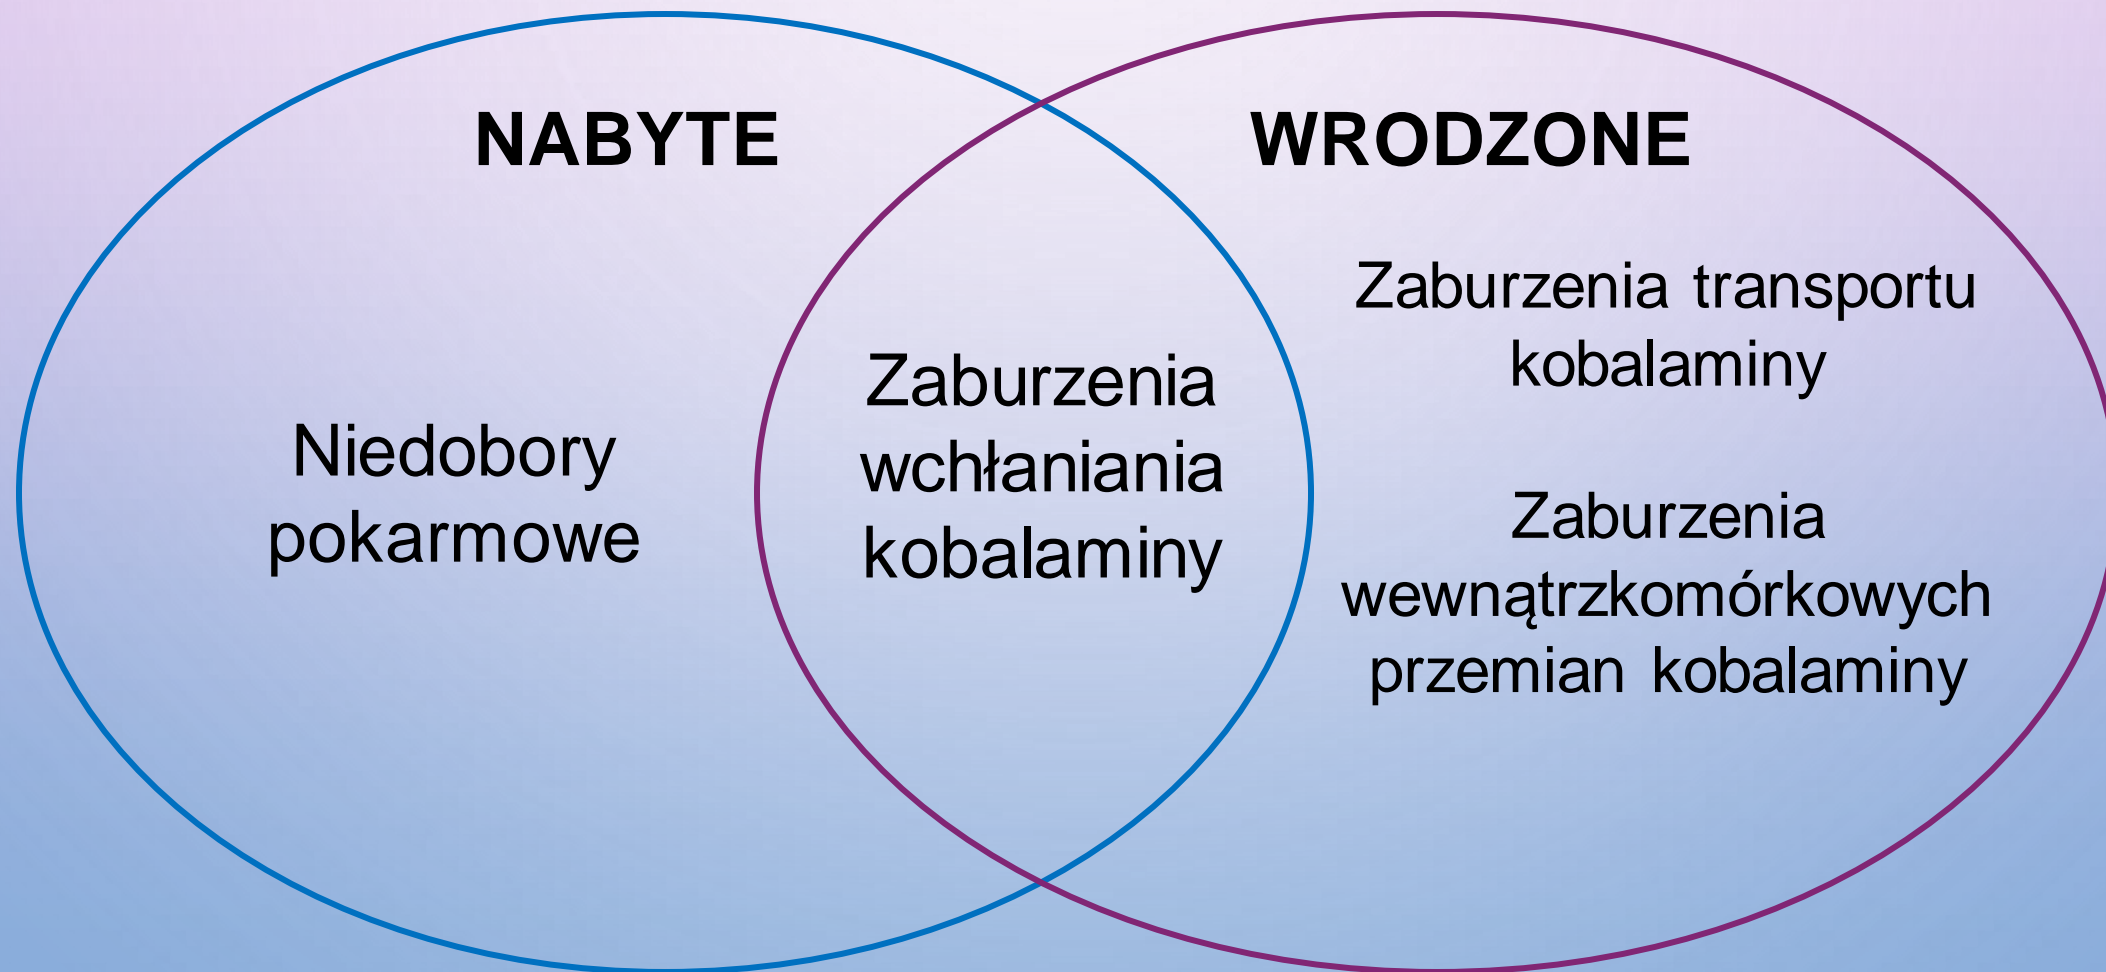 NABYTE
WRODZONE
Niedobory
pokarmowe
Zaburzenia
wchłaniania
kobalaminy
Zaburzenia transportu
kobalaminy
Zaburzenia
wewnątrzkomórkowych
przemian kobalaminy